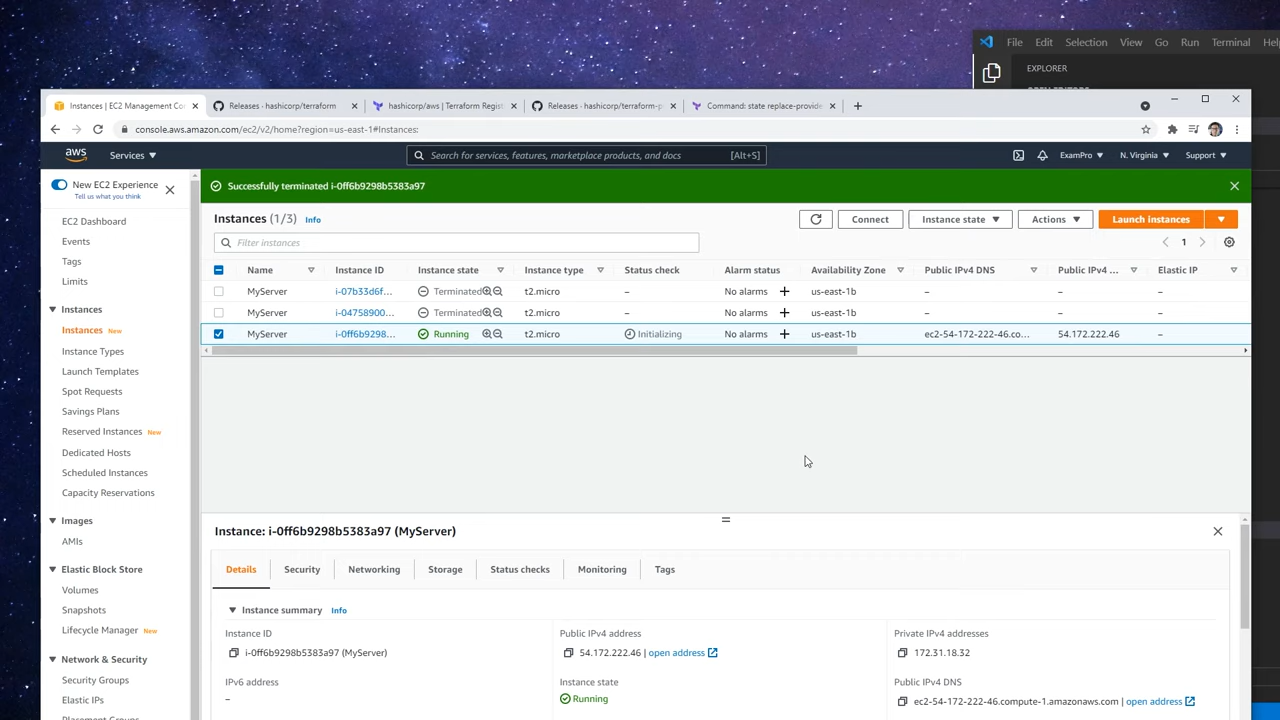 File Edit Selection View Go Run Terminal Hel
EXPLORER
Instances | EC2 Management Co
Releases · hashicorp/terraform
hashicorp/aws | Terraform Regist
Releases · hashicorp/terraform-p
Command: state replace-provide
console.aws.amazon.com/ec2/v2/home?region=us-east-1#Instances:
aws
Services
Search for services, features, marketplace products, and docs [Alt+S]
ExamPro
N. Virginia
Support
New EC2 Experience
Tell us what you think
EC2 Dashboard
Events
Tags
Limits
Instances
Instances New
Instance Types
Launch Templates
Spot Requests
Savings Plans
Reserved Instances New
Dedicated Hosts
Scheduled Instances
Capacity Reservations
Images
AMIs
Elastic Block Store
Volumes
Snapshots
Lifecycle Manager New
Network & Security
Security Groups
Elastic IPs
Successfully terminated i-0ff6b9298b5383a97
Instances (1/3) Info
Connect
Instance state
Actions
Launch instances
Filter instances
1
Name Instance ID Instance state Instance type Status check Alarm status Availability Zone Public IPv4 DNS Public IPv4 ... Elastic IP
MyServer i-07b33d6f... Terminated t2.micro – No alarms + us-east-1b – – –
MyServer i-04758900... Terminated t2.micro – No alarms + us-east-1b – – –
MyServer i-0ff6b9298... Running t2.micro Initializing No alarms + us-east-1b ec2-54-172-222-46.co... 54.172.222.46 –
Instance: i-0ff6b9298b5383a97 (MyServer)
Details Security Networking Storage Status checks Monitoring Tags
Instance summary Info
Instance ID
i-0ff6b9298b5383a97 (MyServer)
Public IPv4 address
54.172.222.46 | open address
Private IPv4 addresses
172.31.18.32
IPv6 address
–
Instance state
Running
Public IPv4 DNS
ec2-54-172-222-46.compute-1.amazonaws.com | open address